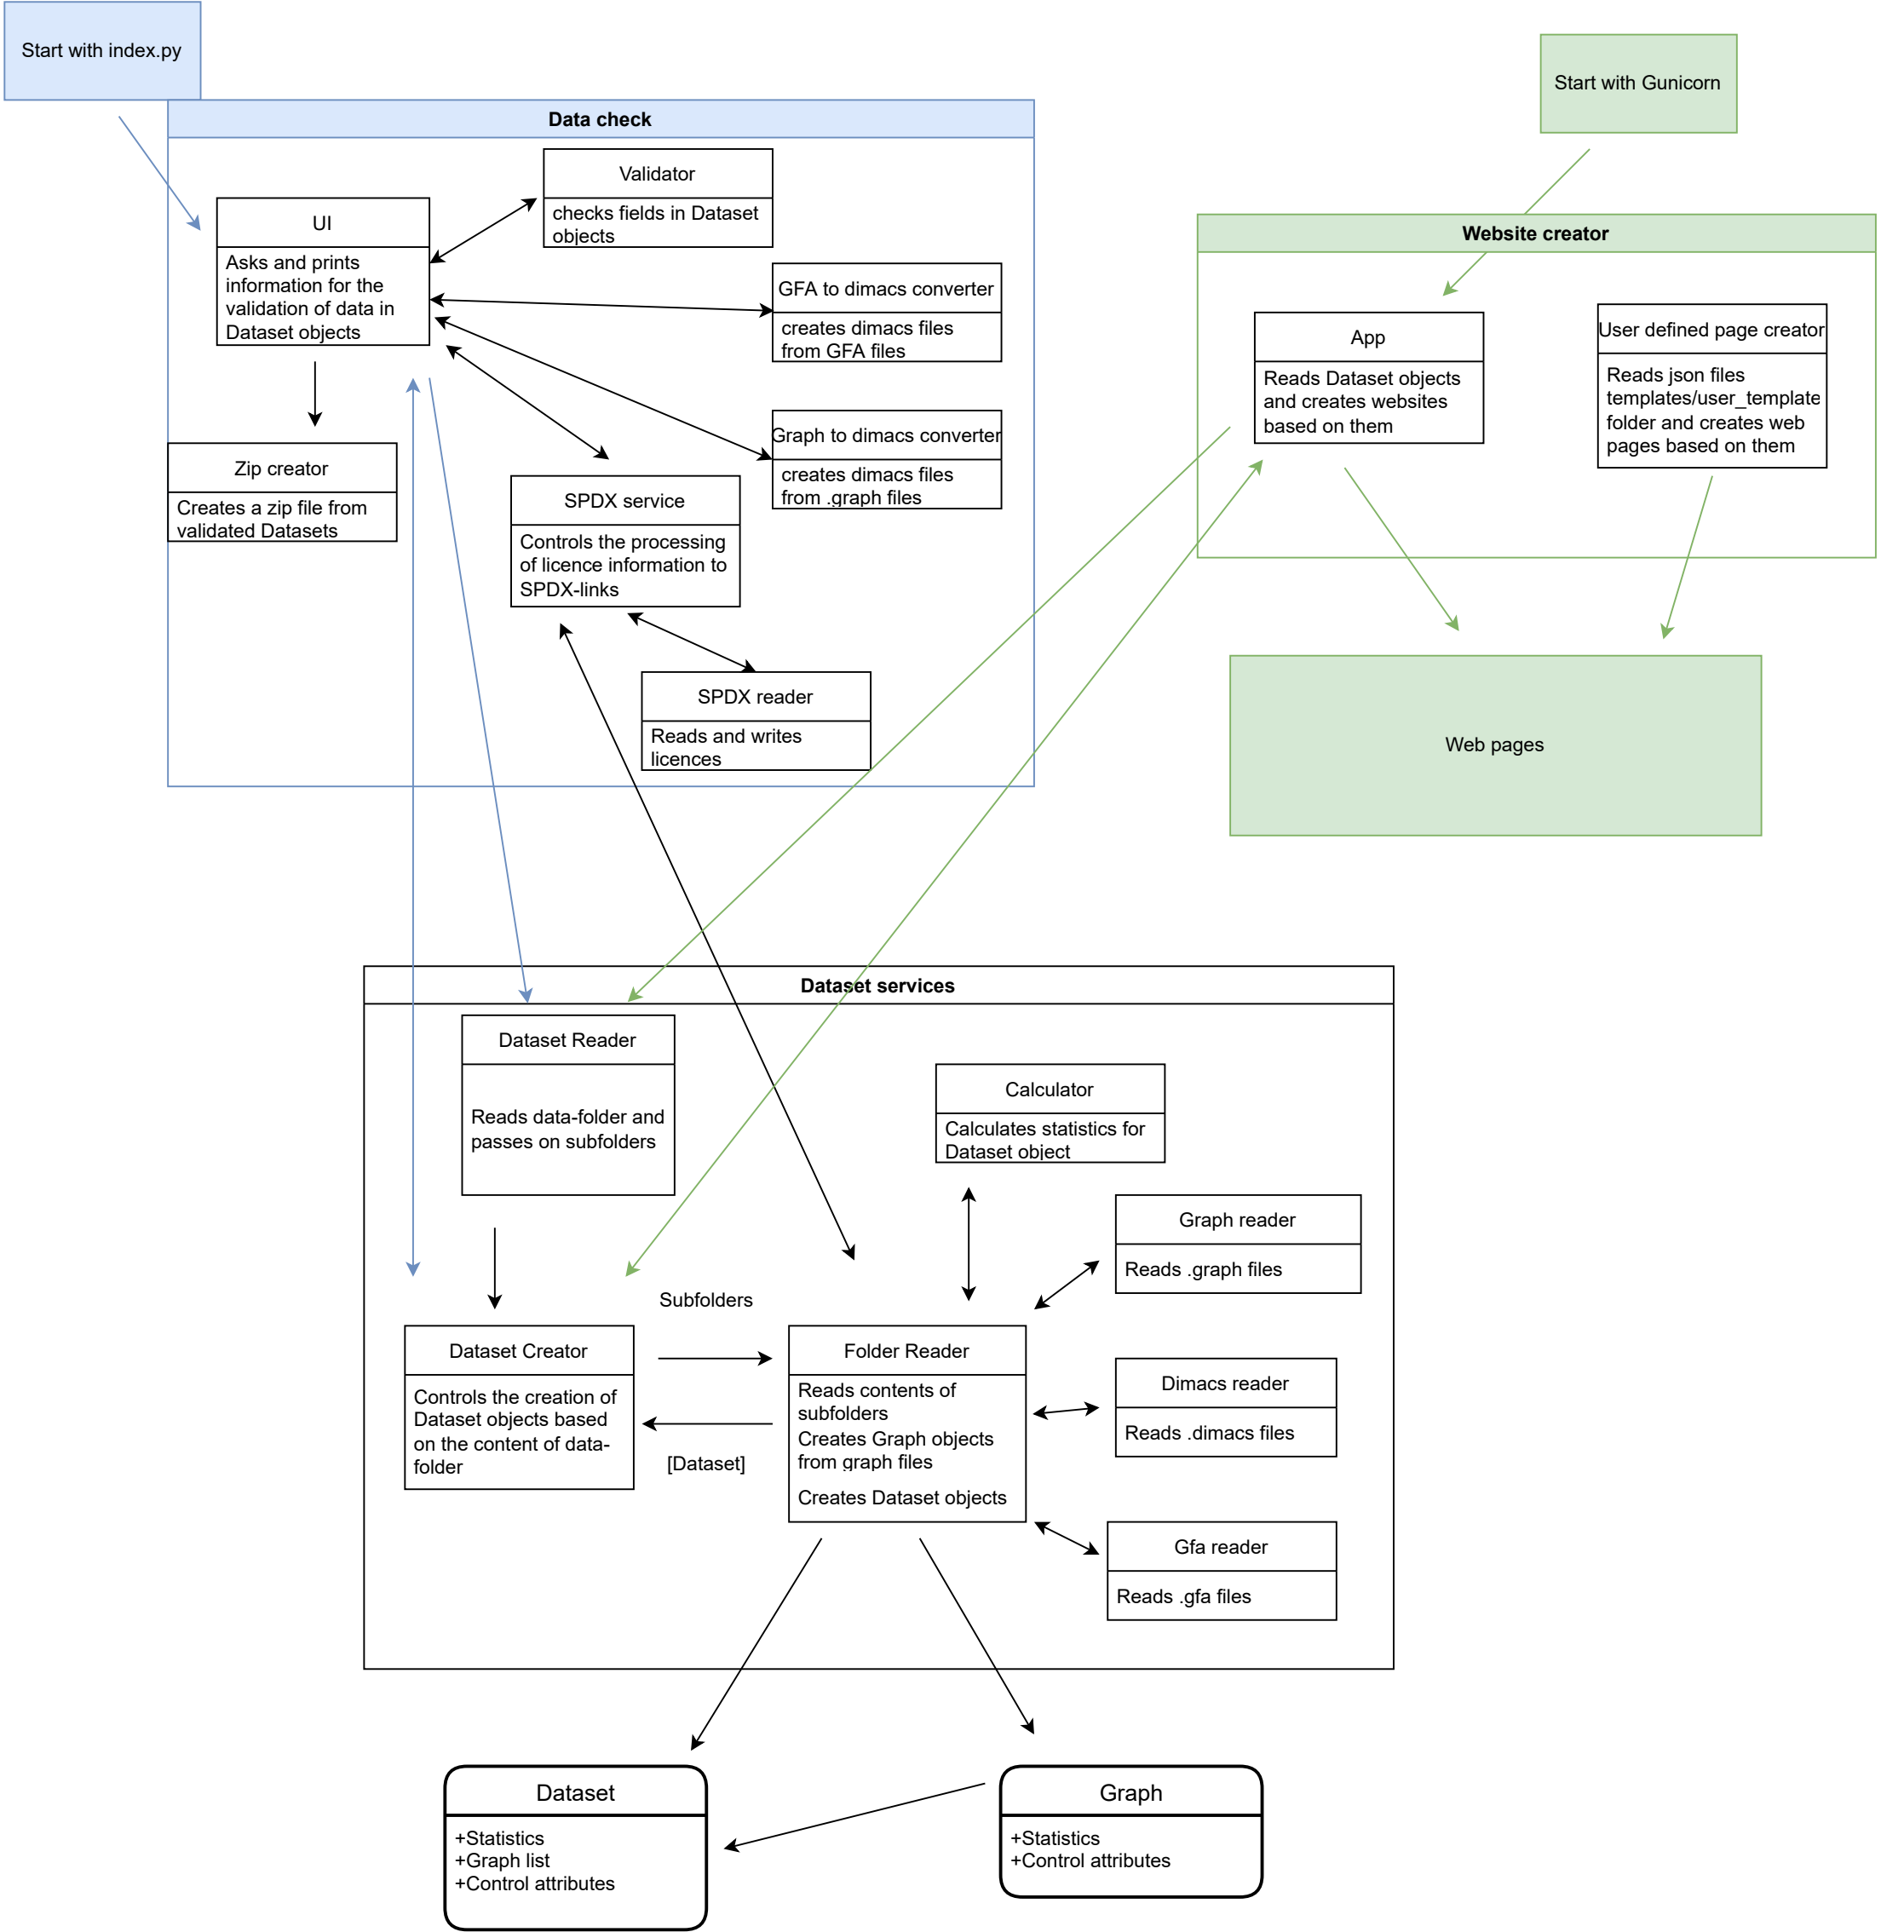 Start with index.py
Start with Gunicorn
Data check
Validator
checks fields in Dataset
objects
UI
Asks and prints
information for the
validation of data in
Dataset objects
GFA to dimacs converter
creates dimacs files
from GFA files
Graph to dimacs converter
creates dimacs files
from .graph files
Zip creator
Creates a zip file from
validated Datasets
SPDX service
Controls the processing
of licence information to
SPDX-links
SPDX reader
Reads and writes
licences
Website creator
App
Reads Dataset objects
and creates websites
based on them
User defined page creator
Reads json files
templates/user_template
folder and creates web
pages based on them
Web pages
Dataset services
Dataset Reader
Reads data-folder and
passes on subfolders
Calculator
Calculates statistics for
Dataset object
Graph reader
Reads .graph files
Subfolders
Dataset Creator
Controls the creation of
Dataset objects based
on the content of data-
folder
[Dataset]
Folder Reader
Reads contents of
subfolders
Creates Graph objects
from graph files
Creates Dataset objects
Dimacs reader
Reads .dimacs files
Gfa reader
Reads .gfa files
Dataset
+Statistics
+Graph list
+Control attributes
Graph
+Statistics
+Control attributes